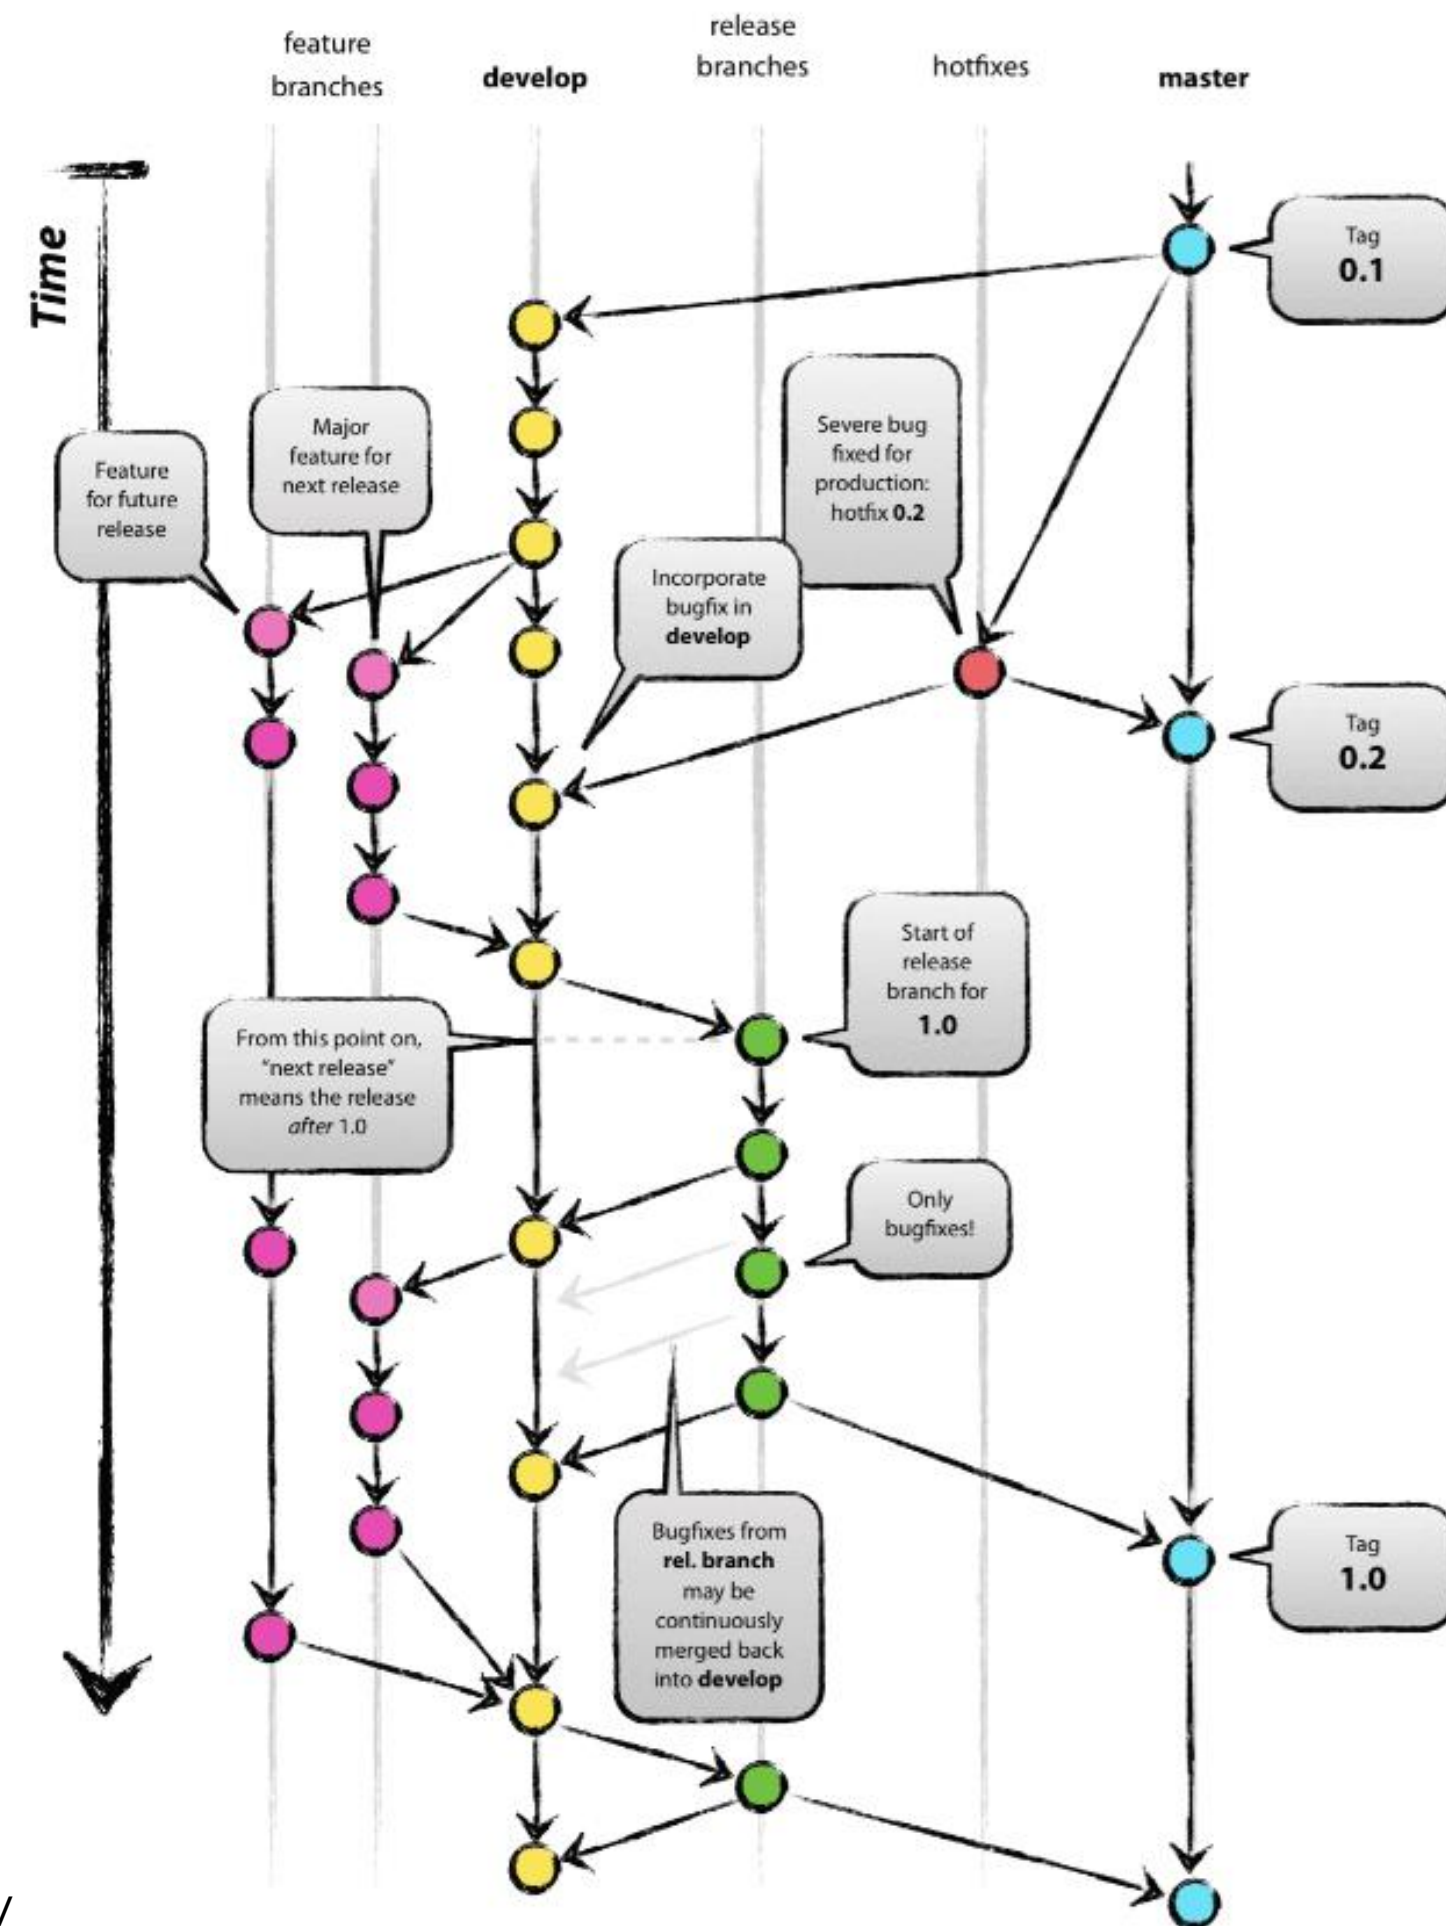 feature
branches
develop
release
branches
hotfixes
master
Time
Tag
0.1
Feature
for future
release
Major
feature for
next release
Severe bug
fixed for
production:
hotfix 0.2
Incorporate
bugfix in
develop
Tag
0.2
Start of
release
branch for
1.0
From this point on,
“next release”
means the release
after 1.0
Only
bugfixes!
Bugfixes from
rel. branch
may be
continuously
merged back
into develop
Tag
1.0
/